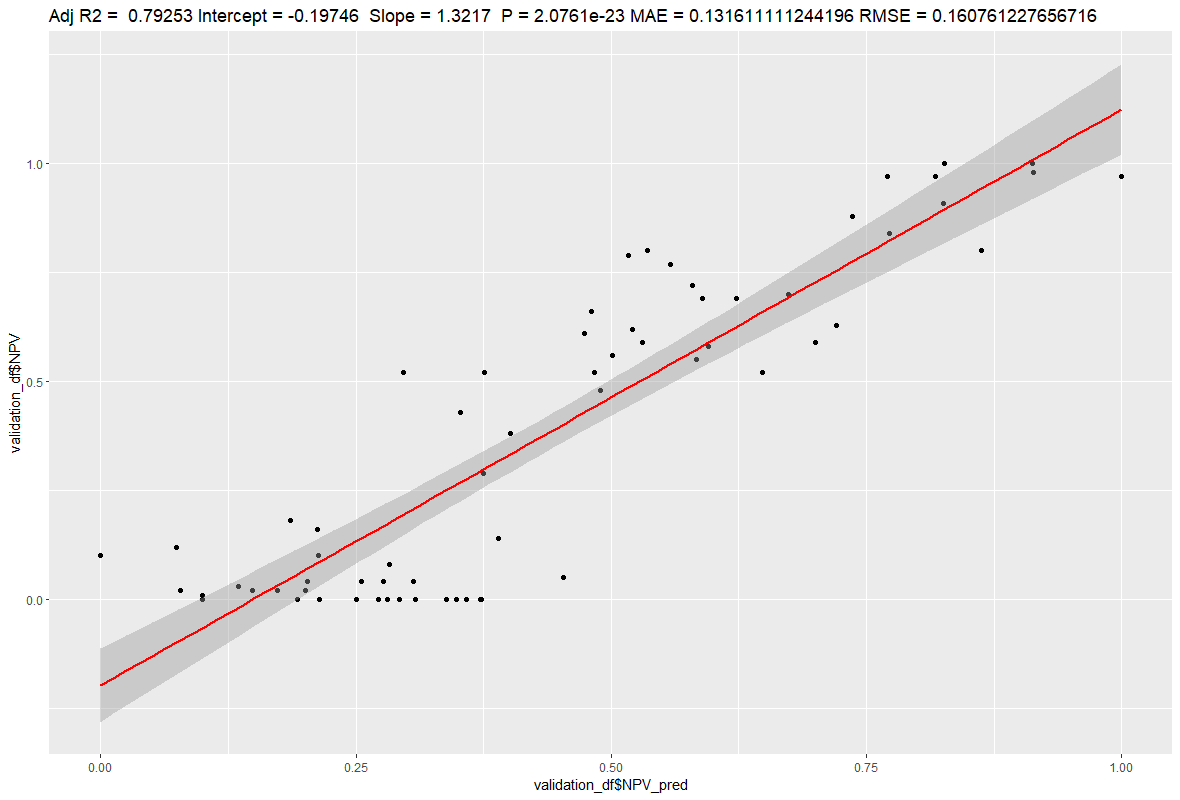 Adj R2 =  0.79253 Intercept = -0.19746  Slope = 1.3217  P = 2.0761e-23 MAE = 0.131611111244196 RMSE = 0.160761227656716
validation_df$NPV
1.0
0.5
0.0
0.00 0.25 0.50 0.75 1.00
validation_df$NPV_pred